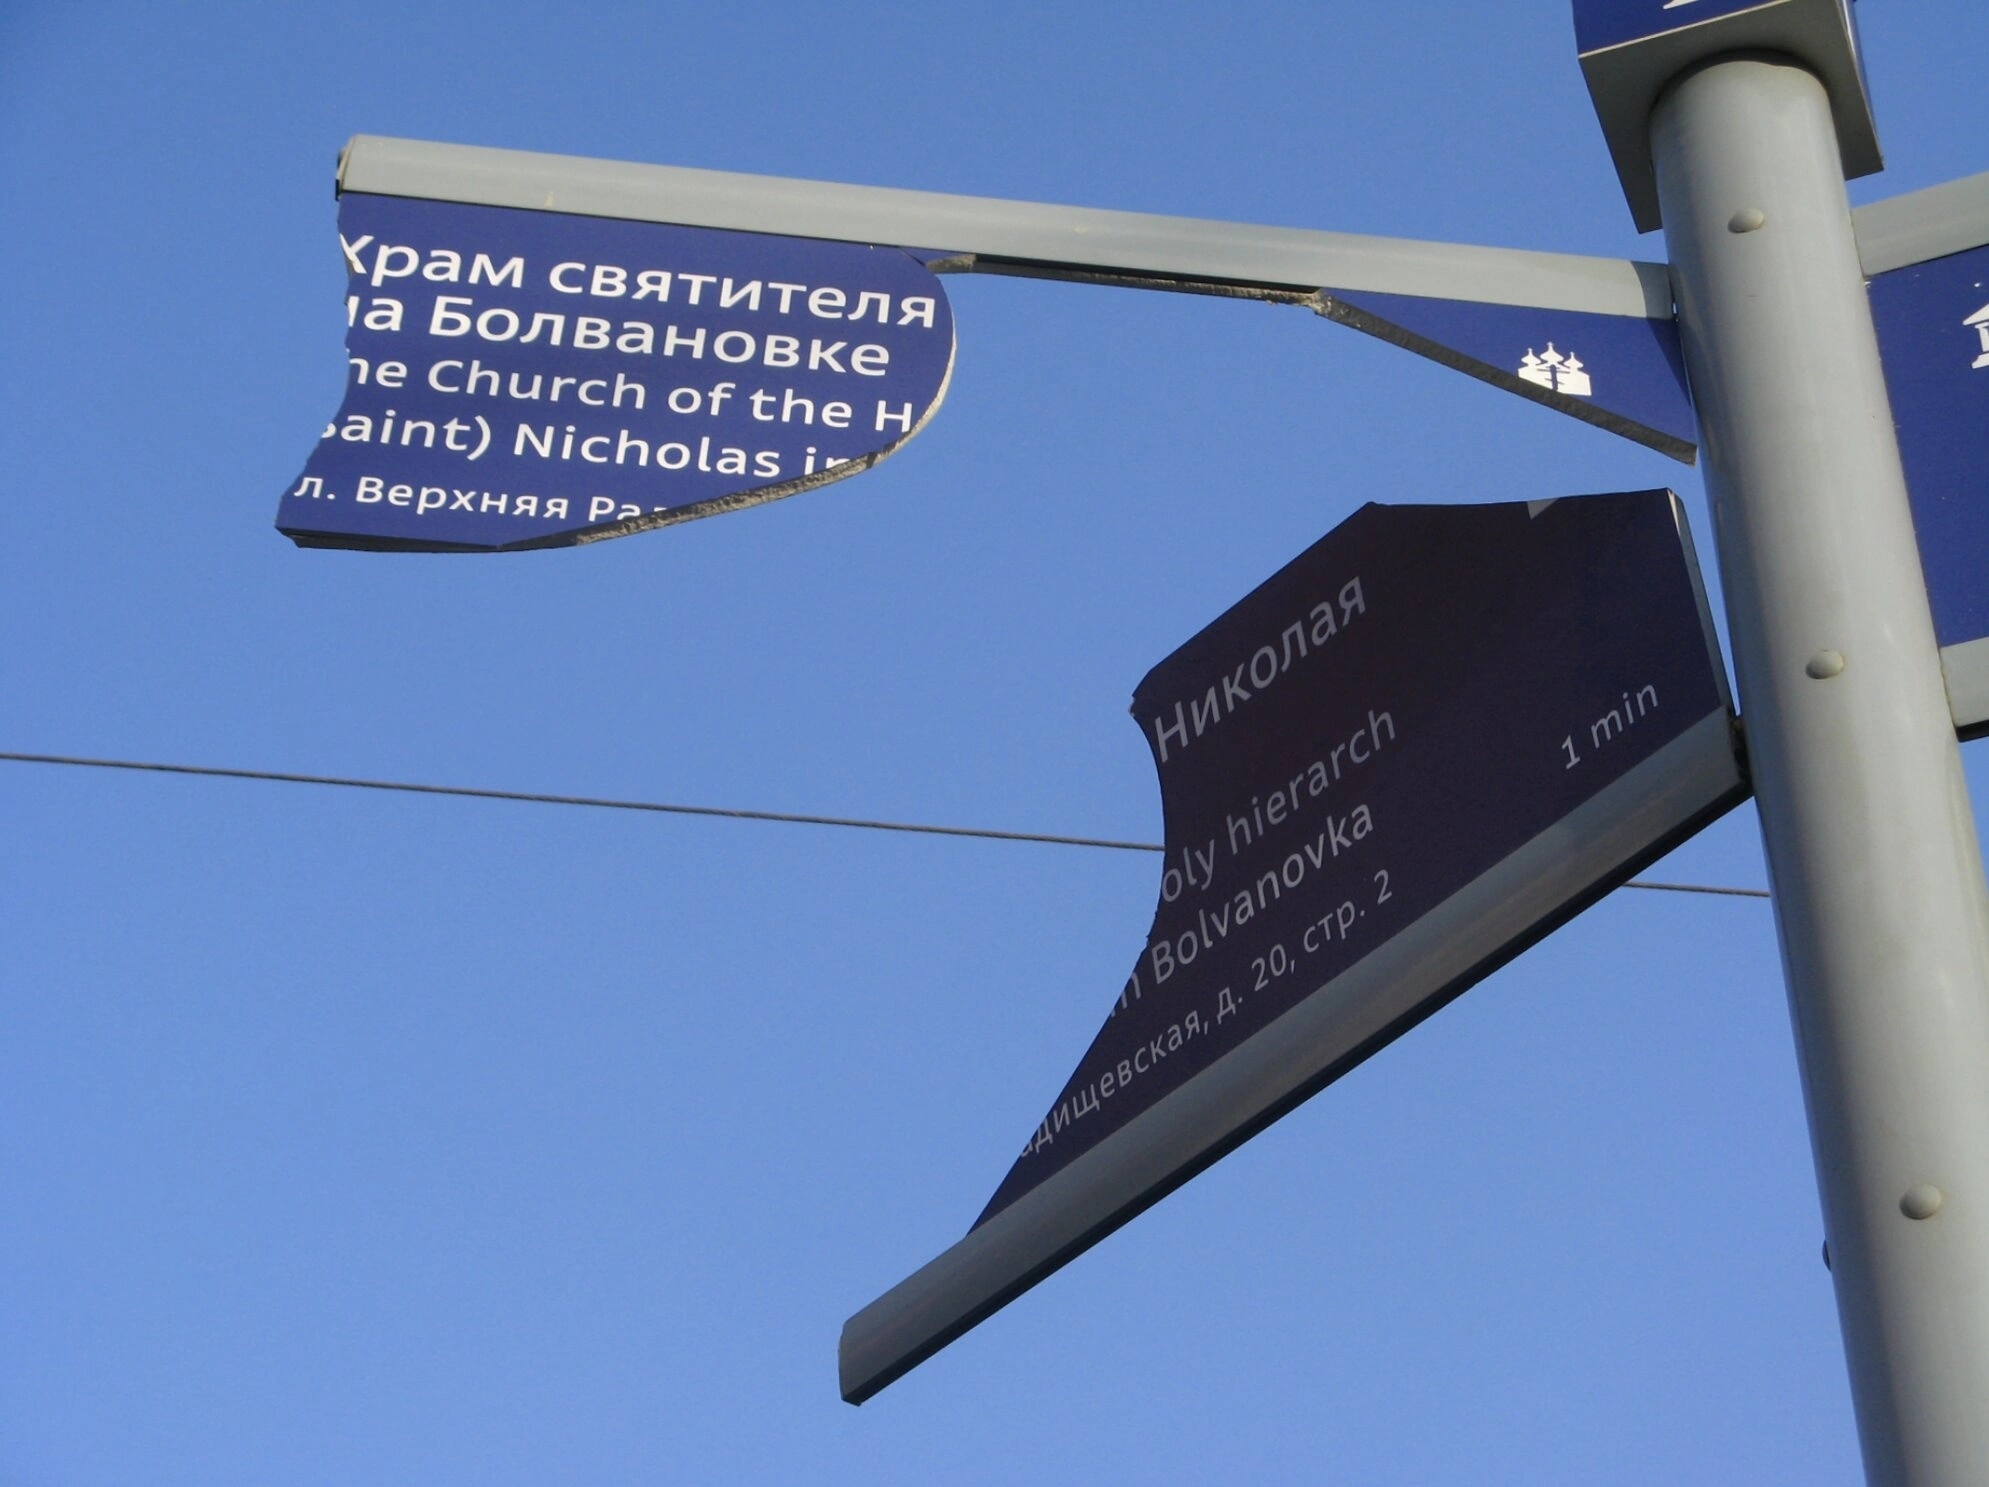 Храм святителя
на Болвановке
he Church of the H
saint) Nicholas in
л. Верхняя Рад
Николая
oly hierarch
n Bolvanovka
адищевская, д. 20, стр. 2
1 min